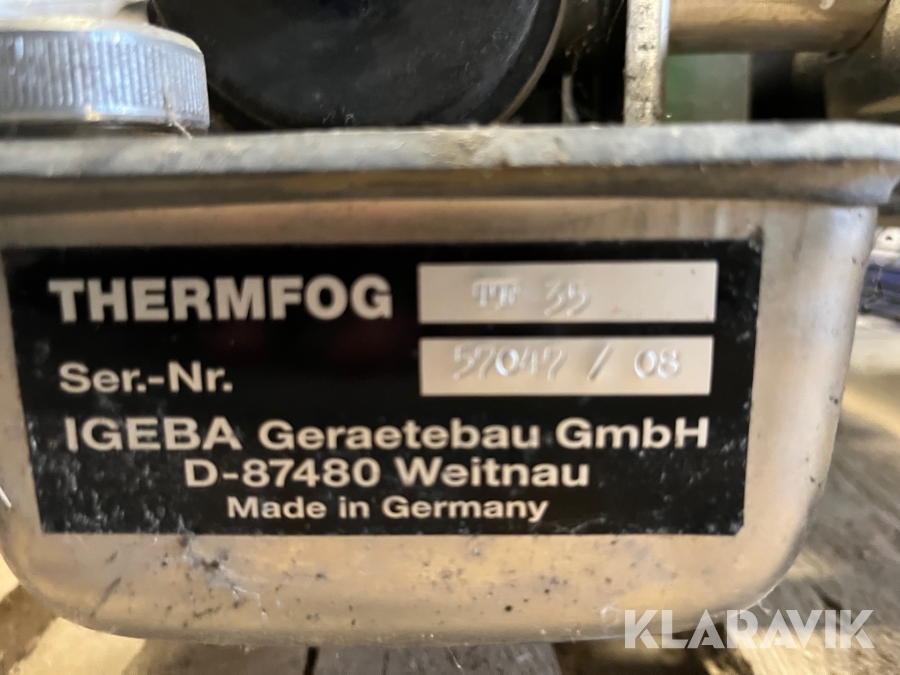 THERMFOG TF 35
Ser.-Nr. 57047 / 08
IGEBA Geraetebau GmbH
D-87480 Weitnau
Made in Germany
KLARAVIK